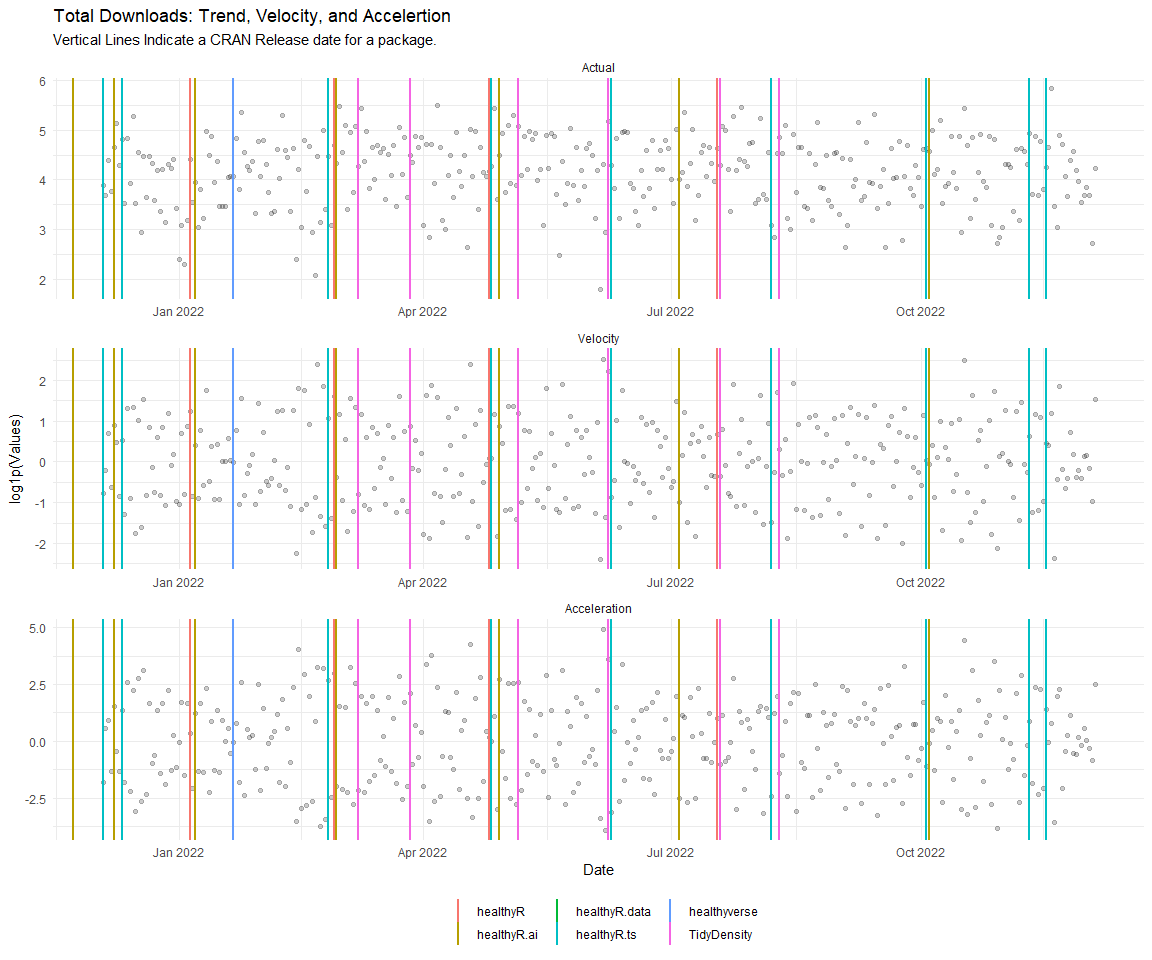 Total Downloads: Trend, Velocity, and Accelertion
Vertical Lines Indicate a CRAN Release date for a package.
Actual
6
5
4
3
2
Jan 2022 Apr 2022 Jul 2022 Oct 2022
Velocity
2
1
0
-1
-2
Jan 2022 Apr 2022 Jul 2022 Oct 2022
log1p(Values)
Acceleration
5.0
2.5
0.0
-2.5
Jan 2022 Apr 2022 Jul 2022 Oct 2022
Date
healthyR healthyR.data healthyverse
healthyR.ai healthyR.ts TidyDensity